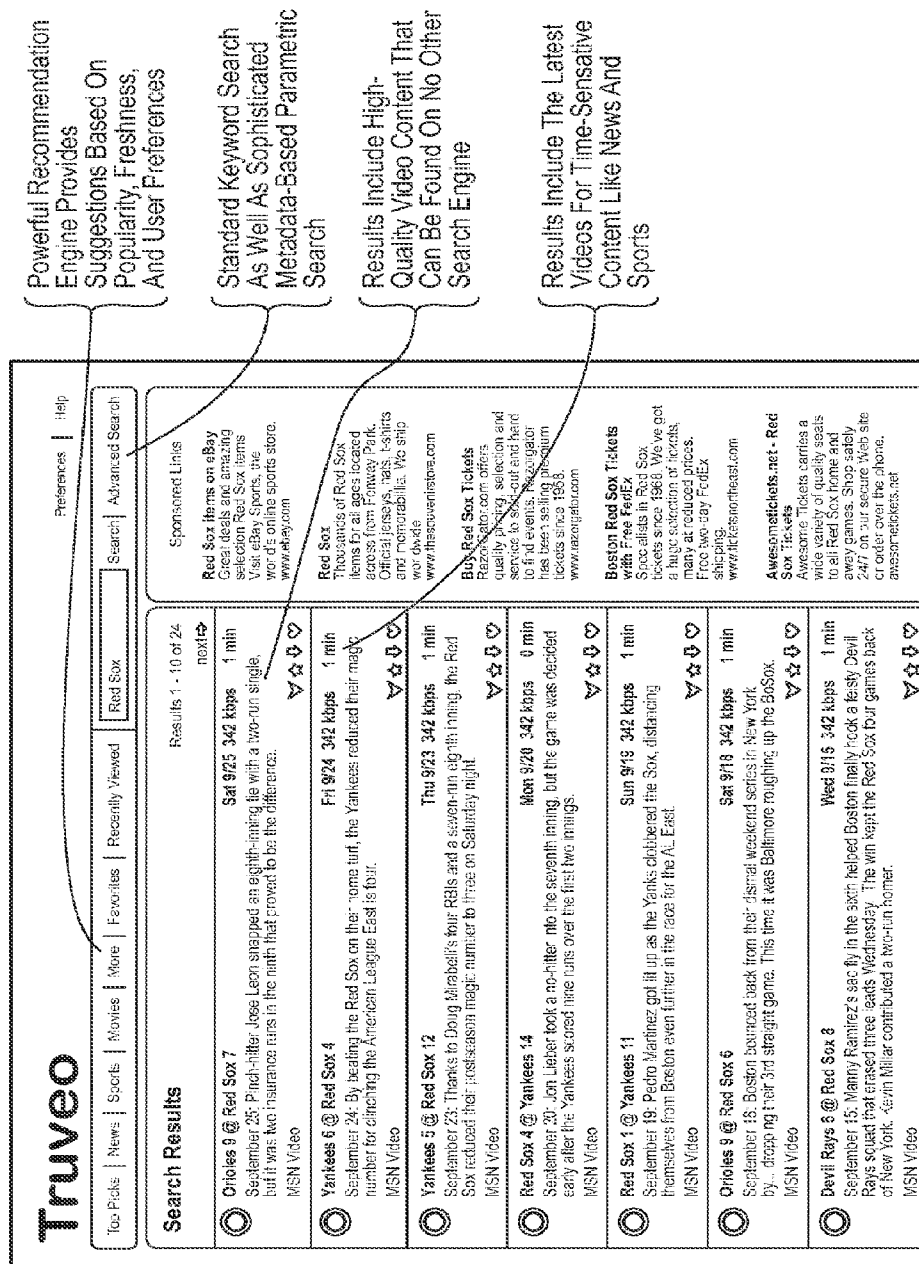 Truveo
Preferences | Help
Top Picks | News | Sports | Movies | More | Favorites | Recently Viewed
Red Sox
Search | Advanced Search
Search Results
Results 1 - 10 of 24
next
Orioles 9 @ Red Sox 7
Sat 9/25 342 kbps 1 min
September 25: Pinch-hitter Jose Leon snapped an eighth-inning tie with a two-run single,
but it was two insurance runs in the ninth that proved to be the difference.
MSN Video
Yankees 6 @ Red Sox 4
Fri 9/24 342 kbps 1 min
September 24: By beating the Red Sox on their home turf, the Yankees reduced their magic
number for clinching the American League East is four.
MSN Video
Yankees 5 @ Red Sox 12
Thu 9/23 342 kbps 1 min
September 23: Thanks to Doug Mirabelli's four RBIs and a seven-run eighth inning, the Red
Sox reduced their postseason magic number to three on Saturday night.
MSN Video
Red Sox 4 @ Yankees 14
Mon 9/20 342 kbps 0 min
September 20: Jon Lieber took a no-hitter into the seventh inning, but the game was decided
early after the Yankees scored nine runs over the first two innings.
MSN Video
Red Sox 1 @ Yankees 11
Sun 9/19 342 kbps 1 min
September 19: Pedro Martinez got lit up as the Yanks clobbered the Sox, distancing
themselves from Boston even further in the race for the AL East.
MSN Video
Orioles 9 @ Red Sox 6
Sat 9/18 342 kbps 1 min
September 18: Boston bounced back from their dismal weekend series in New York
by... dropping their 3rd straight game. This time it was Baltimore roughing up the BoSox.
MSN Video
Devil Rays 6 @ Red Sox 8
Wed 9/15 342 kbps 1 min
September 15: Manny Ramirez's sac fly in the sixth helped Boston finally hook a feisty Devil
Rays squad that erased three leads Wednesday. The win kept the Red Sox four games back
of New York. Kevin Millar contributed a two-run homer.
MSN Video
Sponsored Links
Red Sox items on eBay
Great deals and amazing
selection Red Sox items
Visit eBay Sports, the
world's online sports store.
www.ebay.com
Red Sox
Thousands of Red Sox
items for all ages located
across from Fenway Park.
Official jerseys, hats, t-shirts
and memorabilia. We ship
worldwide
www.thesouvenirstore.com
Buy Red Sox Tickets
RazorGator.com offers
quality pricing, selection and
service to sold-out and hard
to find events. Razorgator
has been selling premium
tickets since 1968.
www.razorgator.com
Boston Red Sox Tickets
with Free FedEx
Specialists in Red Sox
tickets since 1968. We've got
a huge selection of tickets,
many at reduced prices.
Free two-day FedEx
shipping.
www.ticketsnortheast.com
Awesometickets.net - Red
Sox Tickets
Awesome Tickets carries a
wide variety of quality seats
to all Red Sox home and
away games. Shop safely
24/7 on our secure Web site
or order over the phone.
awesometickets.net
Powerful Recommendation
Engine Provides
Suggestions Based On
Popularity, Freshness,
And User Preferences
Standard Keyword Search
As Well As Sophisticated
Metadata-Based Parametric
Search
Results Include High-
Quality Video Content That
Can Be Found On No Other
Search Engine
Results Include The Latest
Videos For Time-Sensative
Content Like News And
Sports